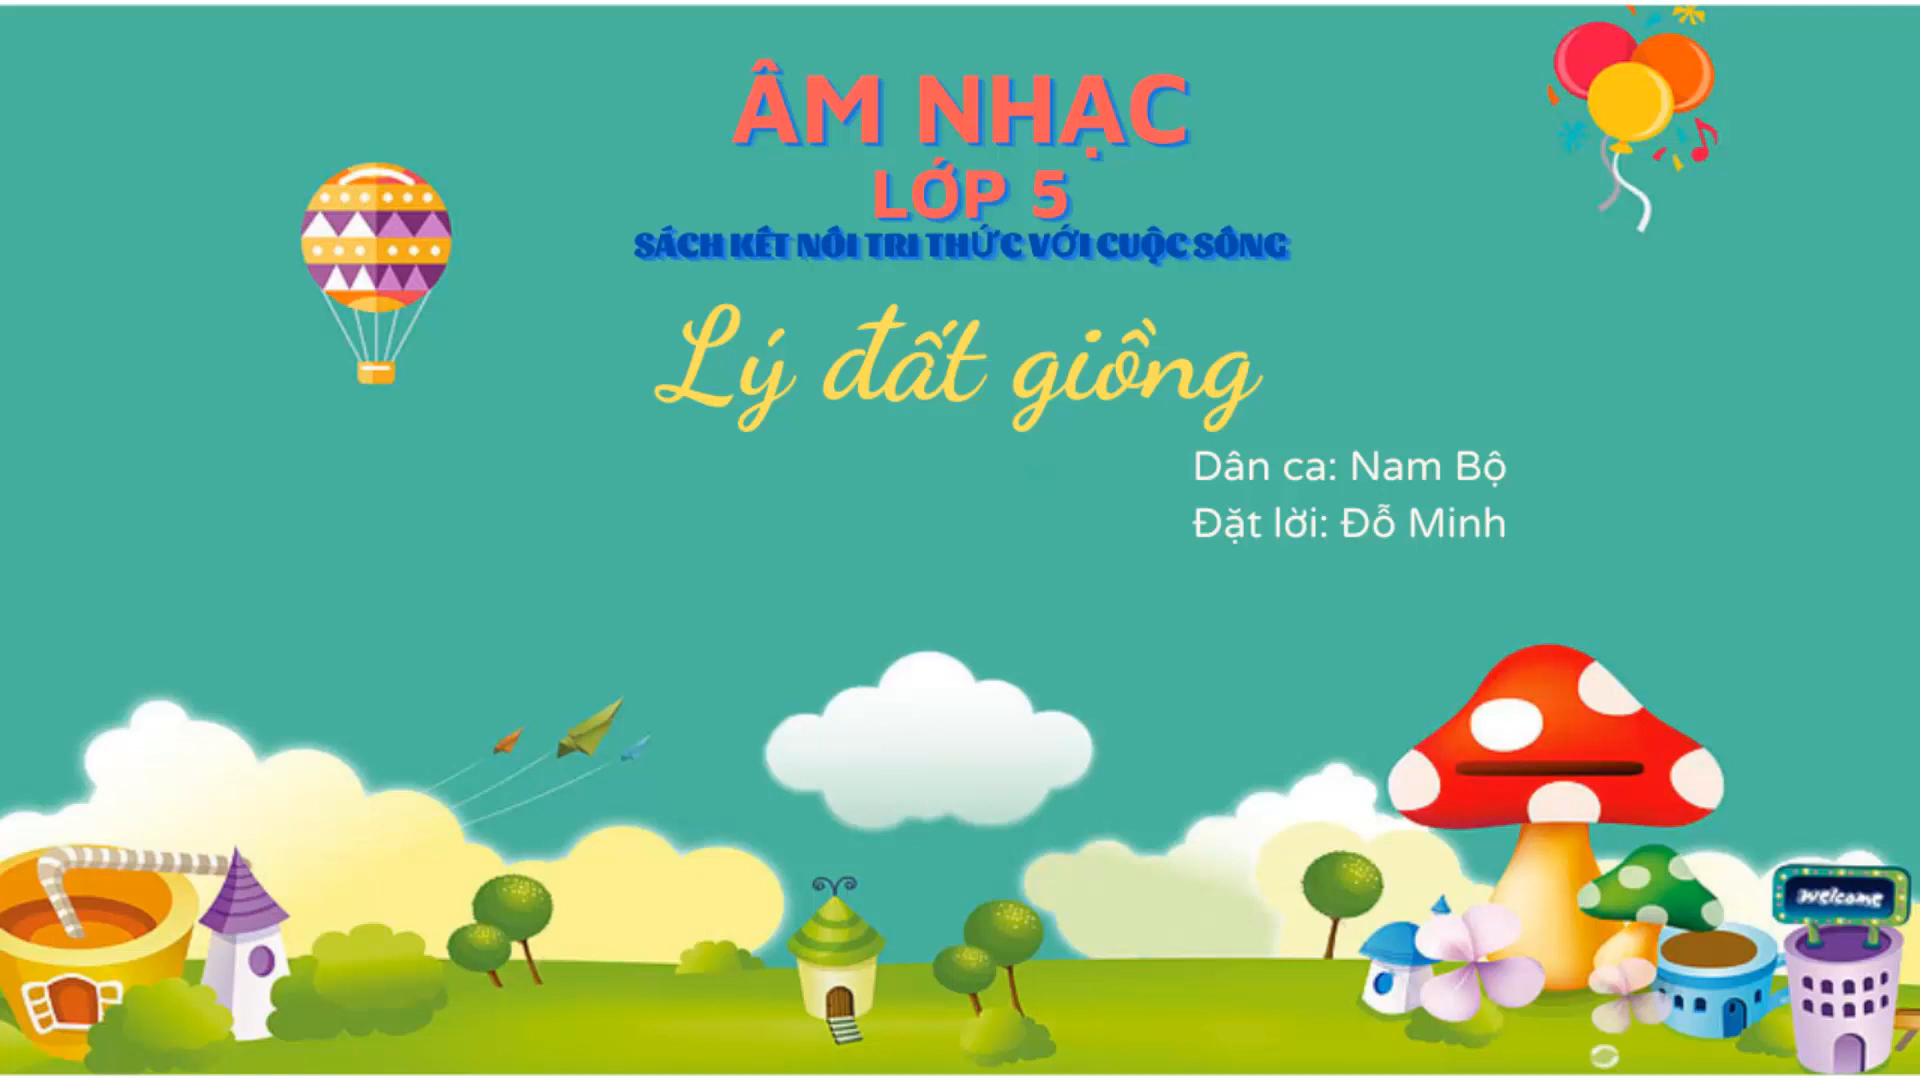 ÂM NHẠC
LỚP 5
SÁCH KẾT NỐI TRI THỨC VỚI CUỘC SỐNG
Lý đất giồng
Dân ca: Nam Bộ
Đặt lời: Đỗ Minh
welcome